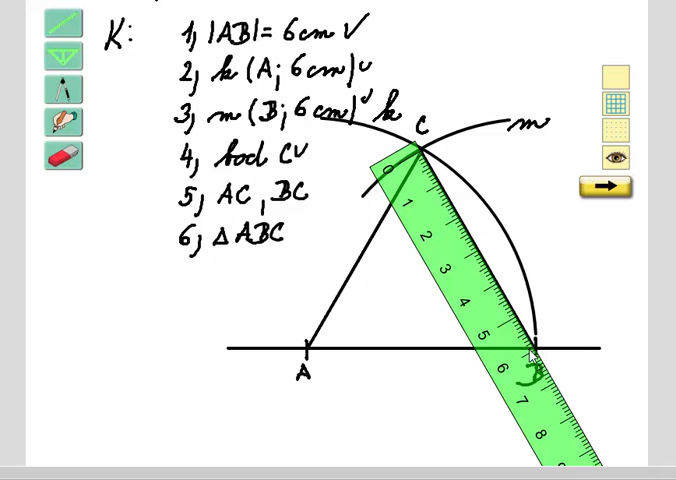 K: 1, |AB| = 6cm ✓
2, k (A; 6cm) ✓
3, m (B; 6cm) ✓ k
C
m
4, bod C ✓
5, AC, BC
6, △ ABC
0
1
2
3
4
5
6
7
8
A
B